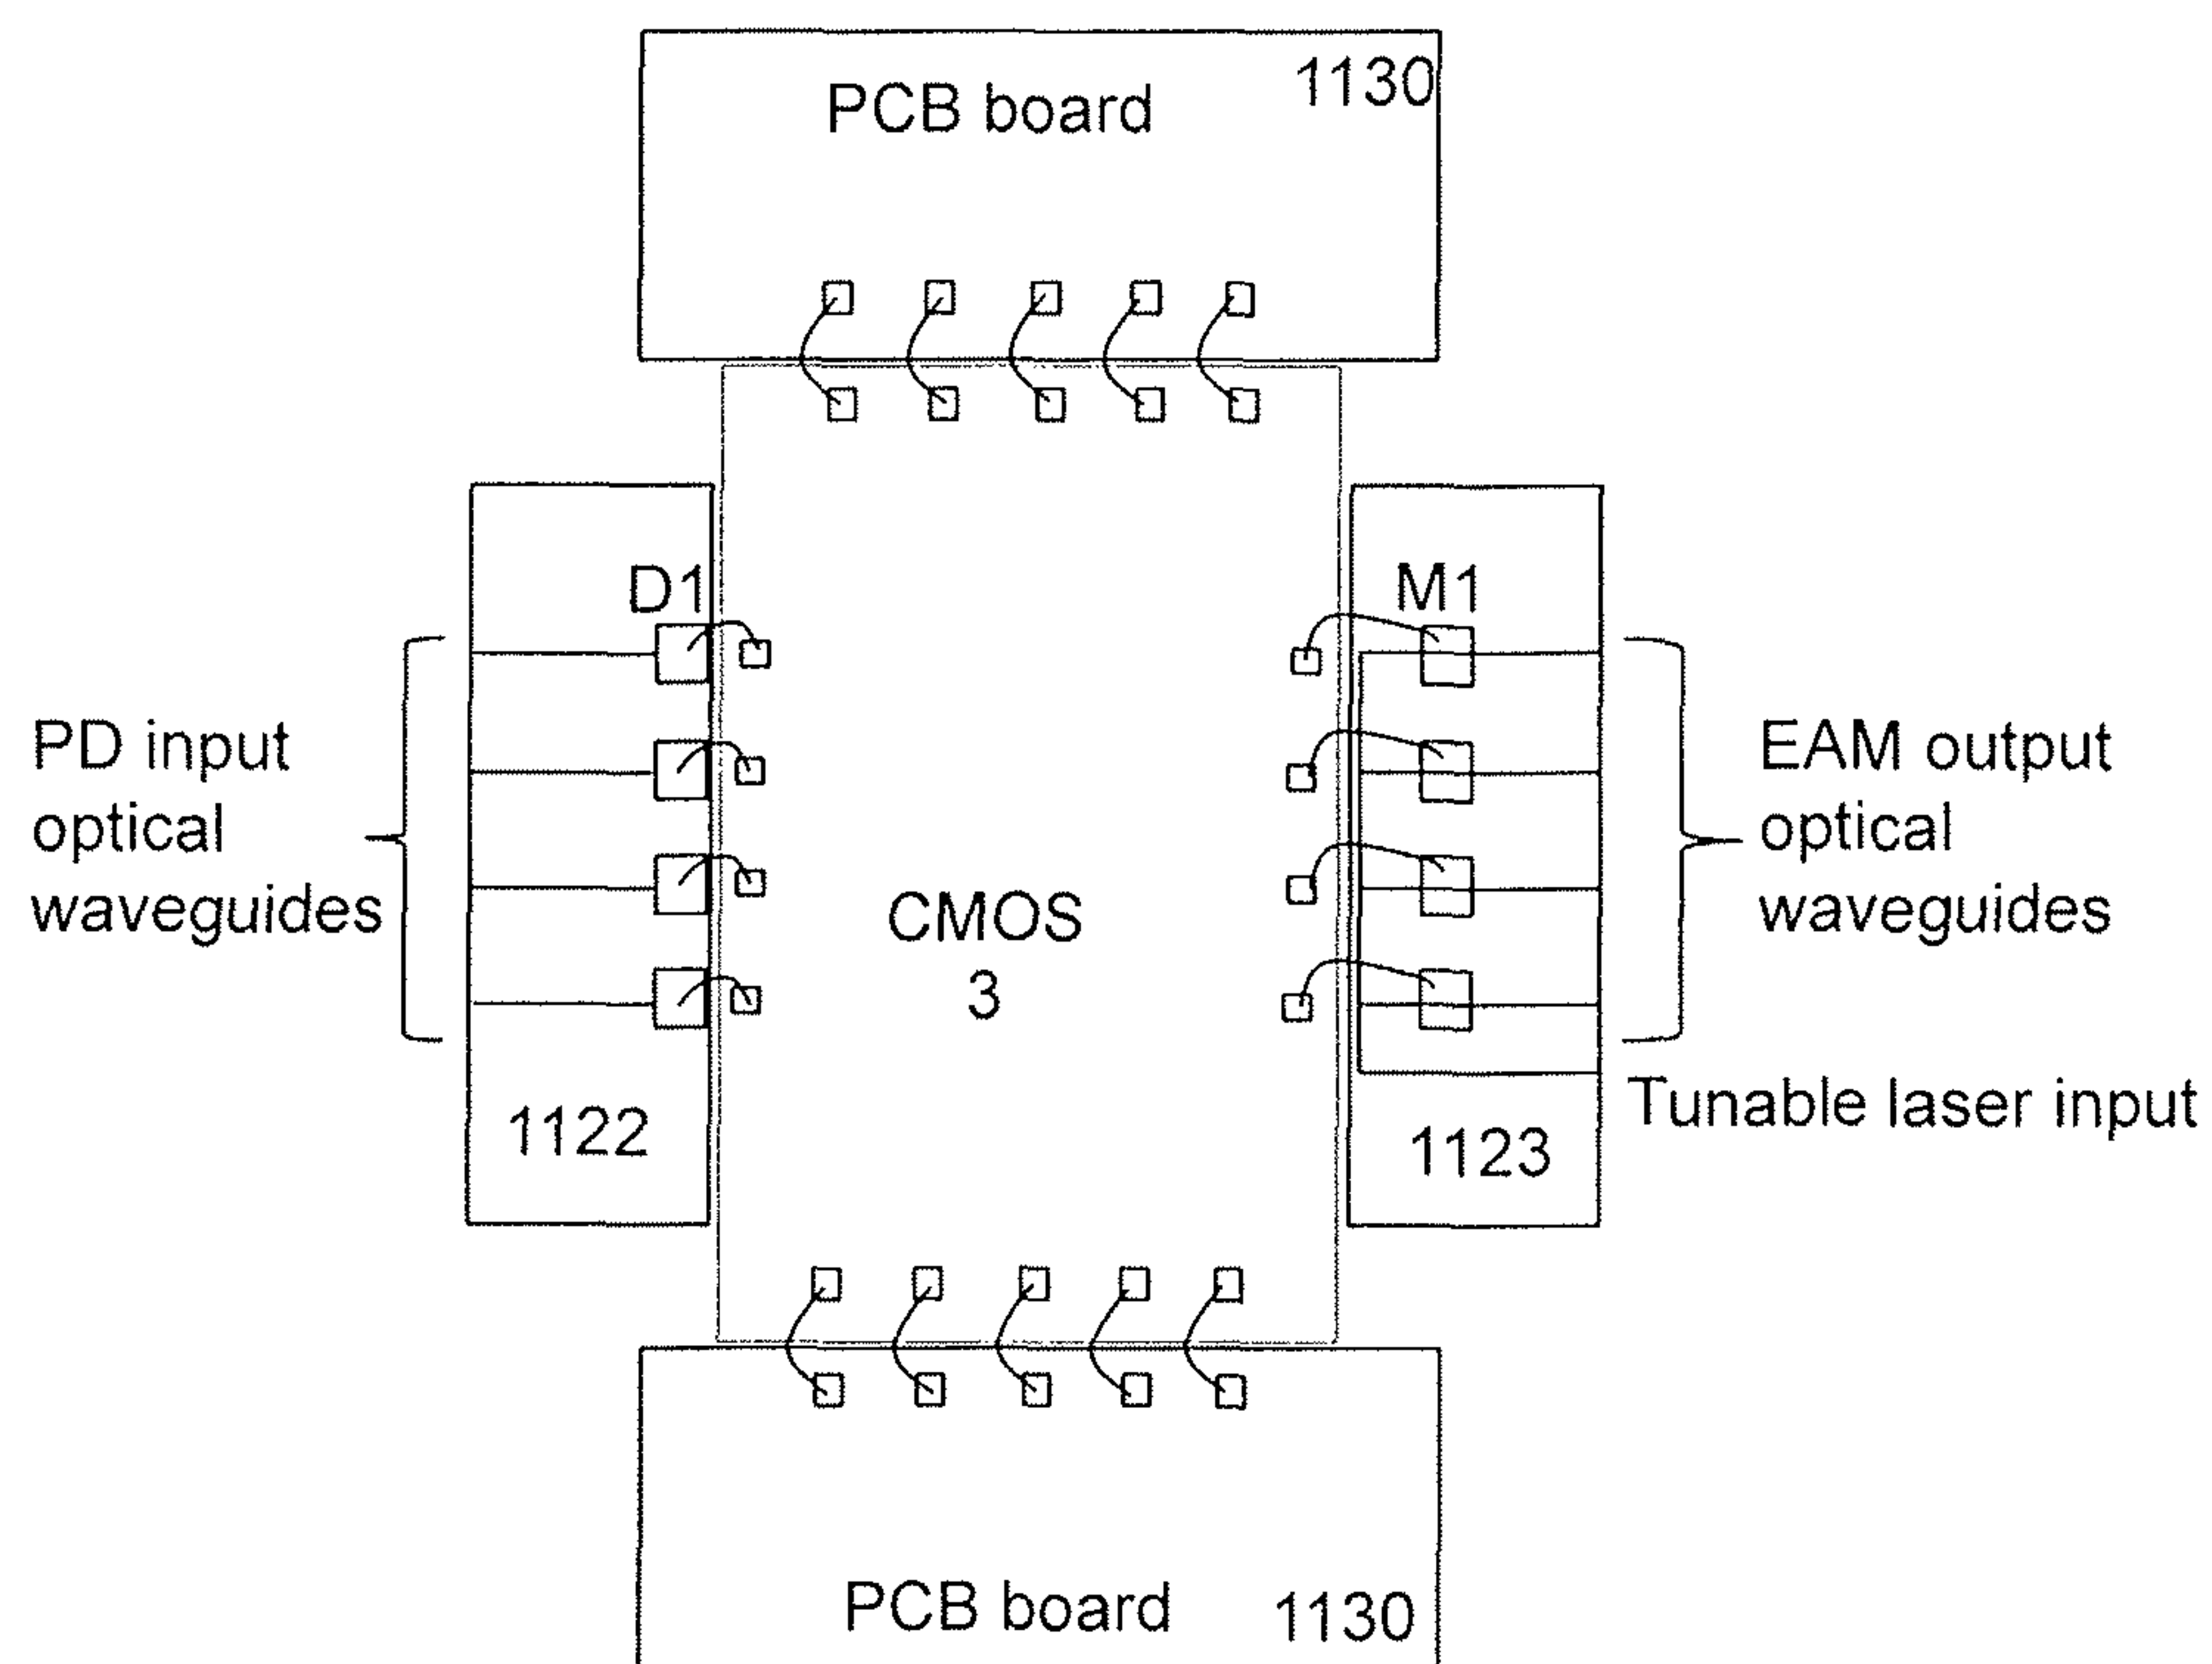 PCB board
1130
D1
M1
PD input
optical
waveguides
CMOS
3
EAM output
optical
waveguides
Tunable laser input
1122
1123
PCB board
1130